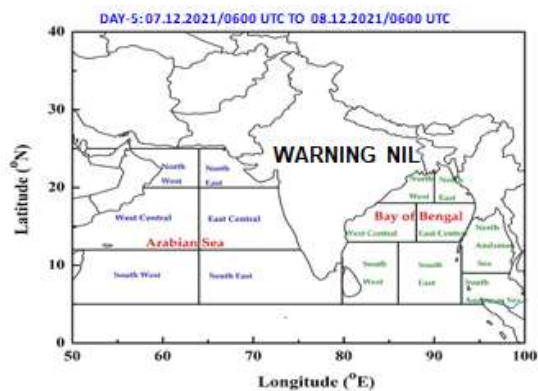 DAY-5: 07.12.2021/0600 UTC TO 08.12.2021/0600 UTC
40
30
20
10
0
50
60
70
80
90
100
Latitude (°N)
Longitude (°E)
WARNING NIL
North
West
North
East
West Central
East Central
Arabian Sea
South West
South East
North
West
North
East
Bay of Bengal
West Central
East Central
South
West
South
East
North
Andaman
Sea
South
Andaman Sea